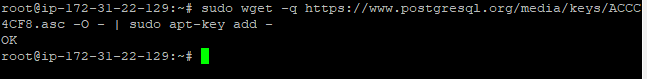 root@ip-172-31-22-129:~# sudo wget -q https://www.postgresql.org/media/keys/ACCC
4CF8.asc -O - | sudo apt-key add -
OK
root@ip-172-31-22-129:~#